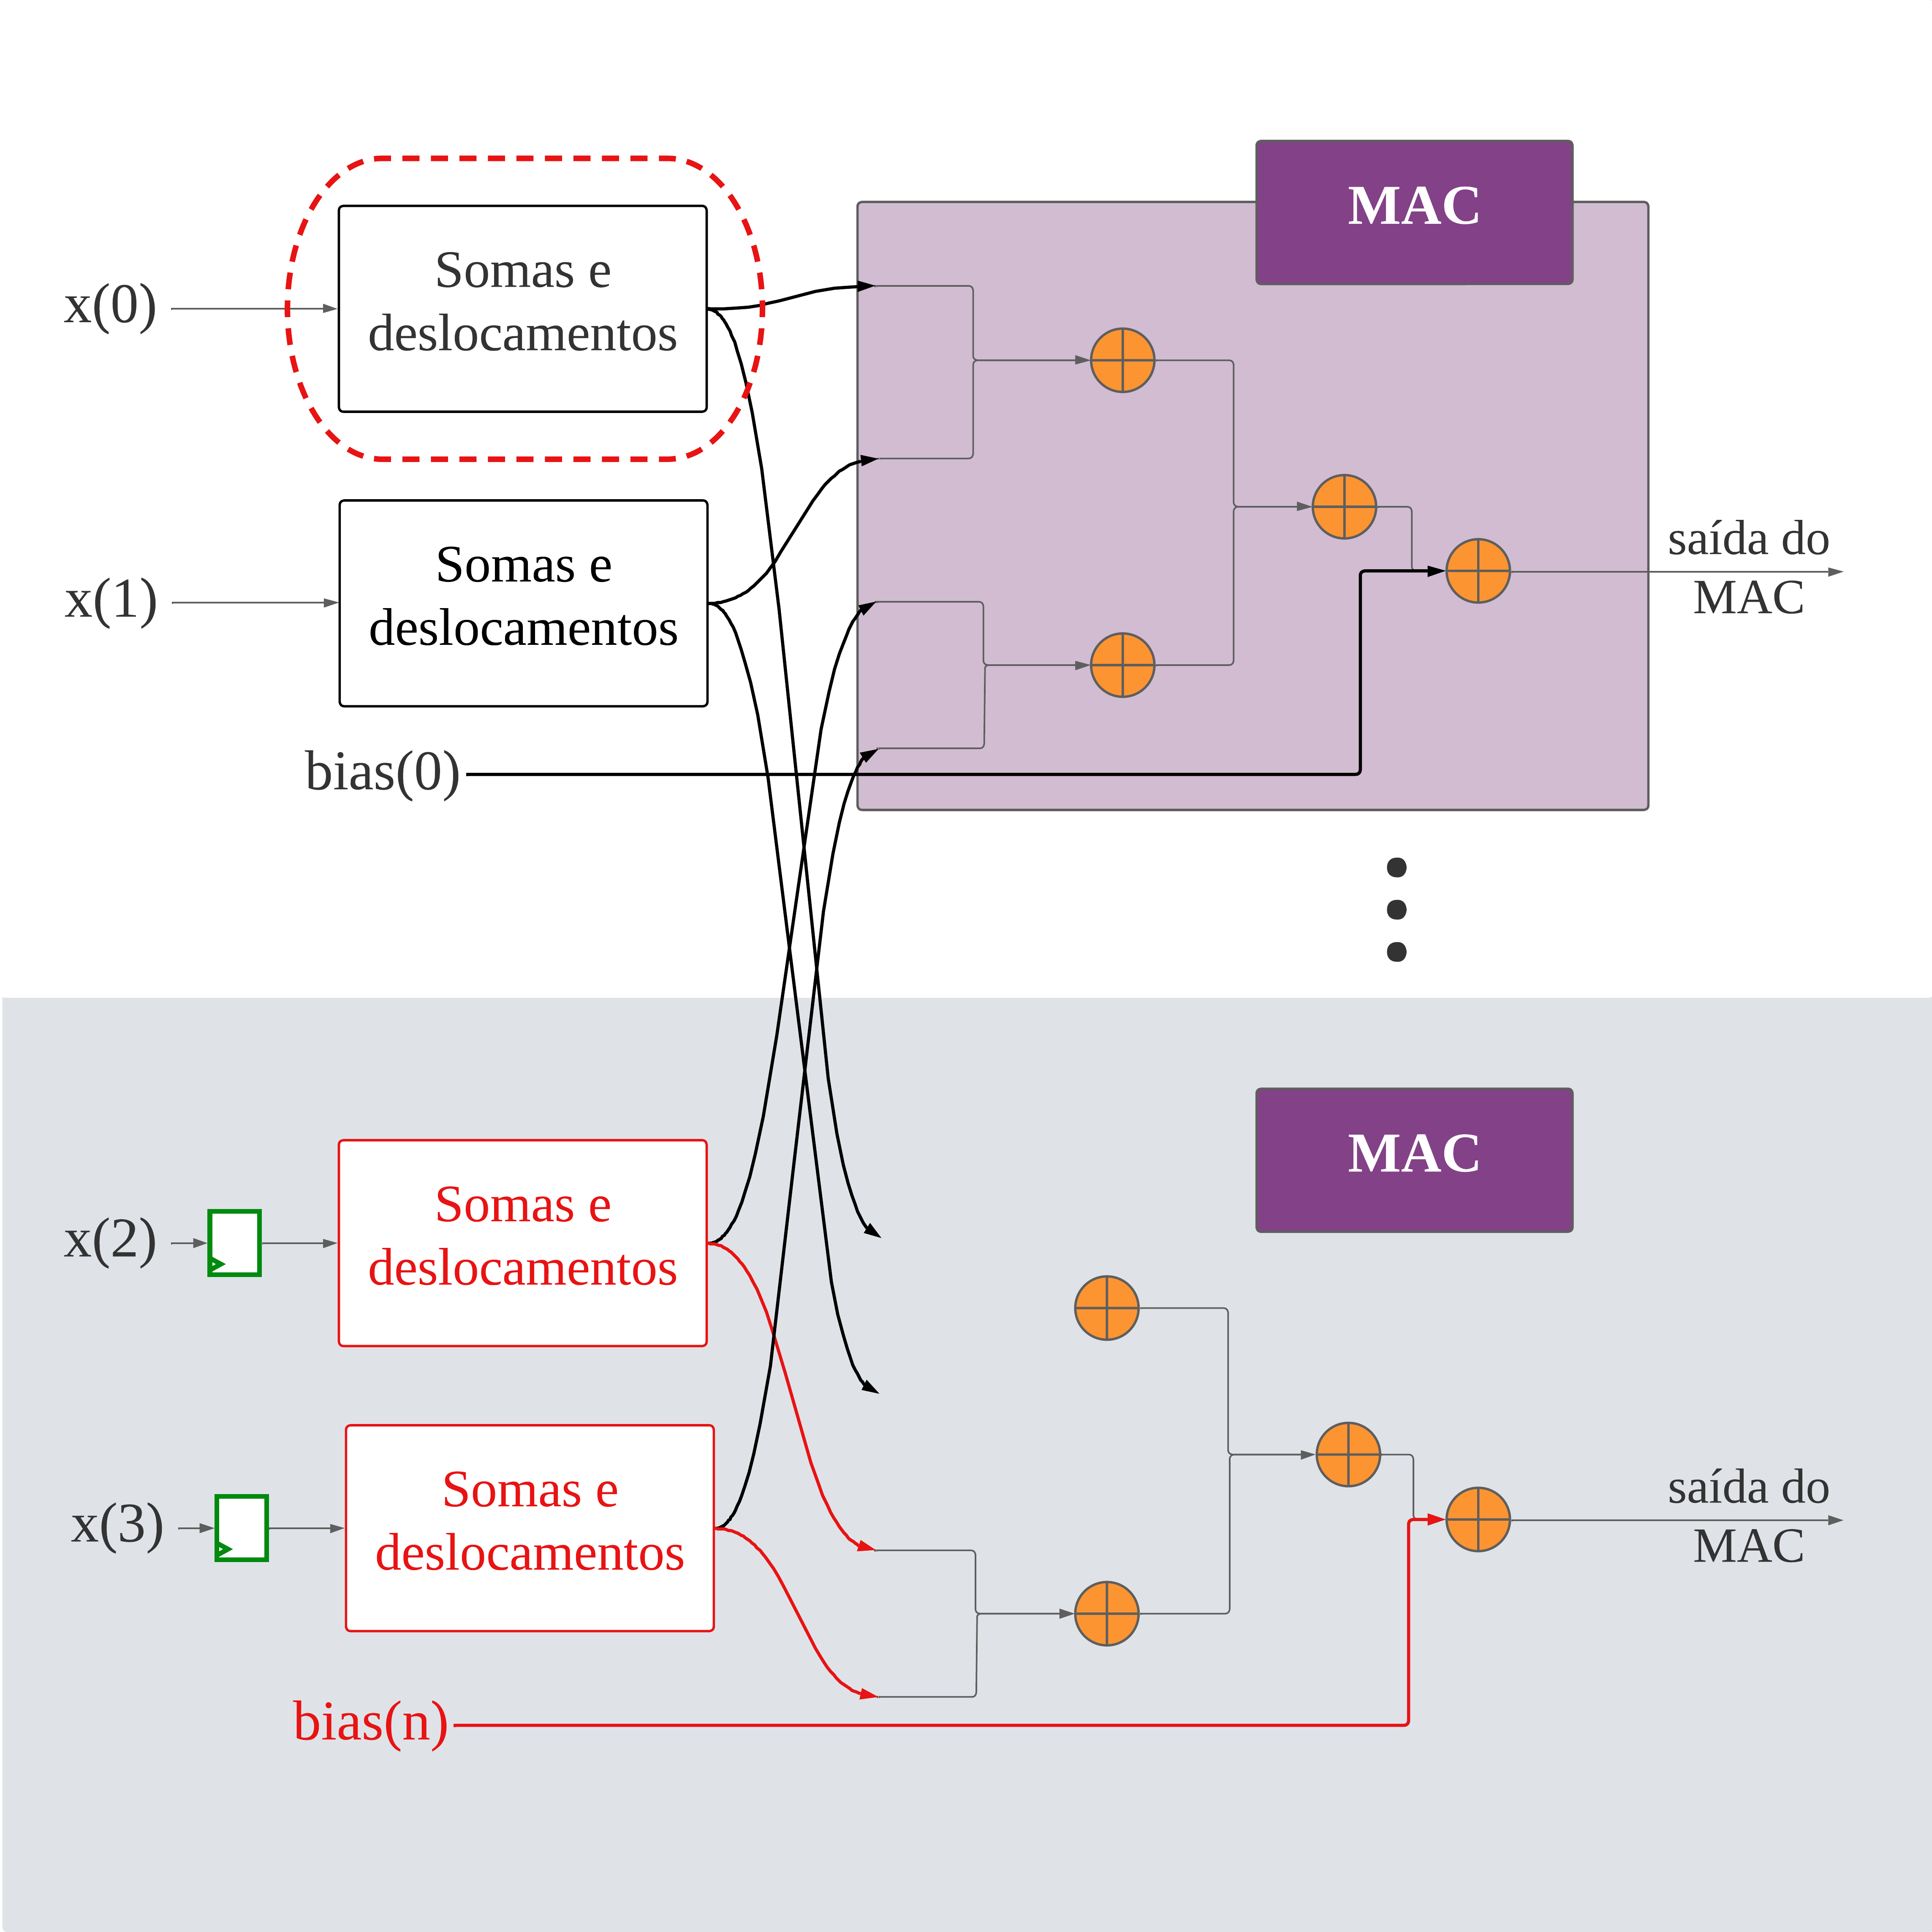 MAC
Somas e
deslocamentos
x(0)
Somas e
deslocamentos
x(1)
saída do
MAC
bias(0)
MAC
Somas e
deslocamentos
x(2)
Somas e
deslocamentos
x(3)
saída do
MAC
bias(n)